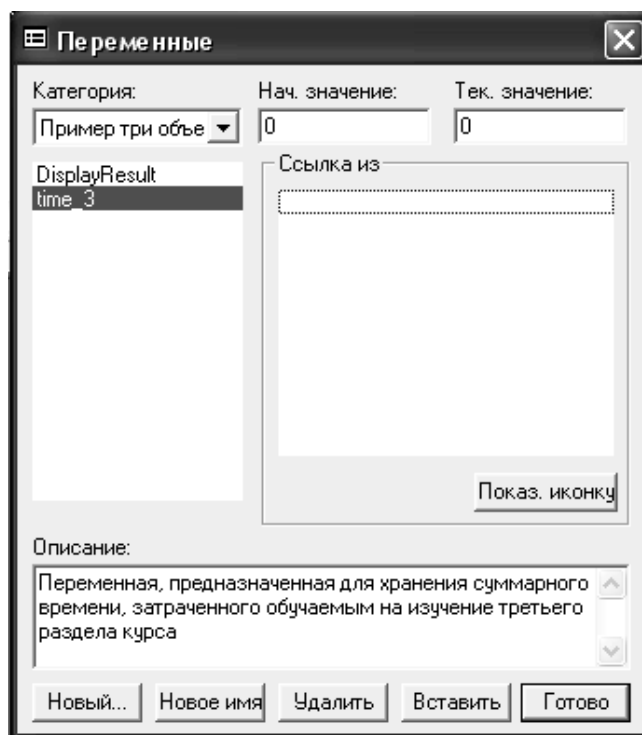 Переменные
Категория: Нач. значение: Тек. значение:
Пример три объе 0 0
DisplayResult
time_3
Ссылка из
Показ. иконку
Описание:
Переменная, предназначенная для хранения суммарного
времени, затраченного обучаемым на изучение третьего
раздела курса
Новый... Новое имя Удалить Вставить Готово